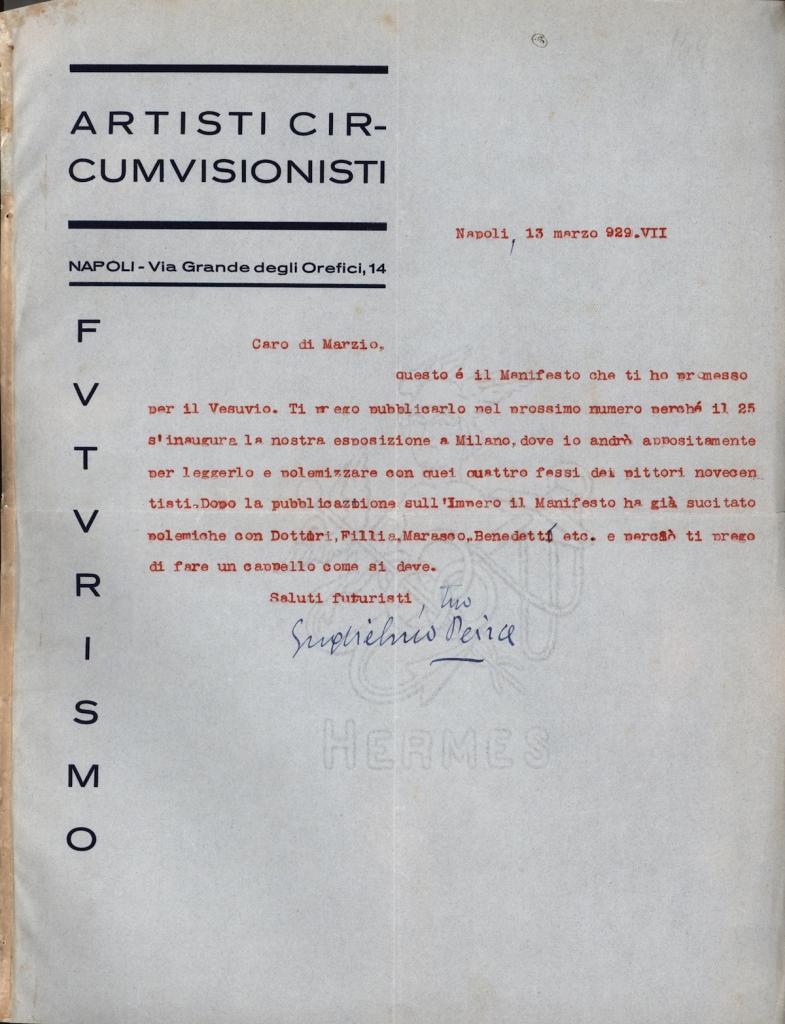 ARTISTI CIR-
CUMVISIONISTI
NAPOLI - Via Grande degli Orefici, 14
FVTVRISMO
Napoli, 13 marzo 929.VII
Caro di Marzio,
questo é il Manifesto che ti ho promesso
per il Vesuvio. Ti prego pubblicarlo nel prossimo numero perché il 25
s'inaugura la nostra esposizione a Milano, dove io andrò appositamente
per leggerlo e polemizzare con quei quattro fessi dei pittori novecen
tisti. Dopo la pubblicaztione sull'Impero il Manifesto ha già sucitato
polemiche con Dottori, Fillia, Marasco, Benedetti etc. e perciò ti prego
di fare un cappello come si deve.
Saluti futuristi, tuo
Guglielmo Peirce
HERMES